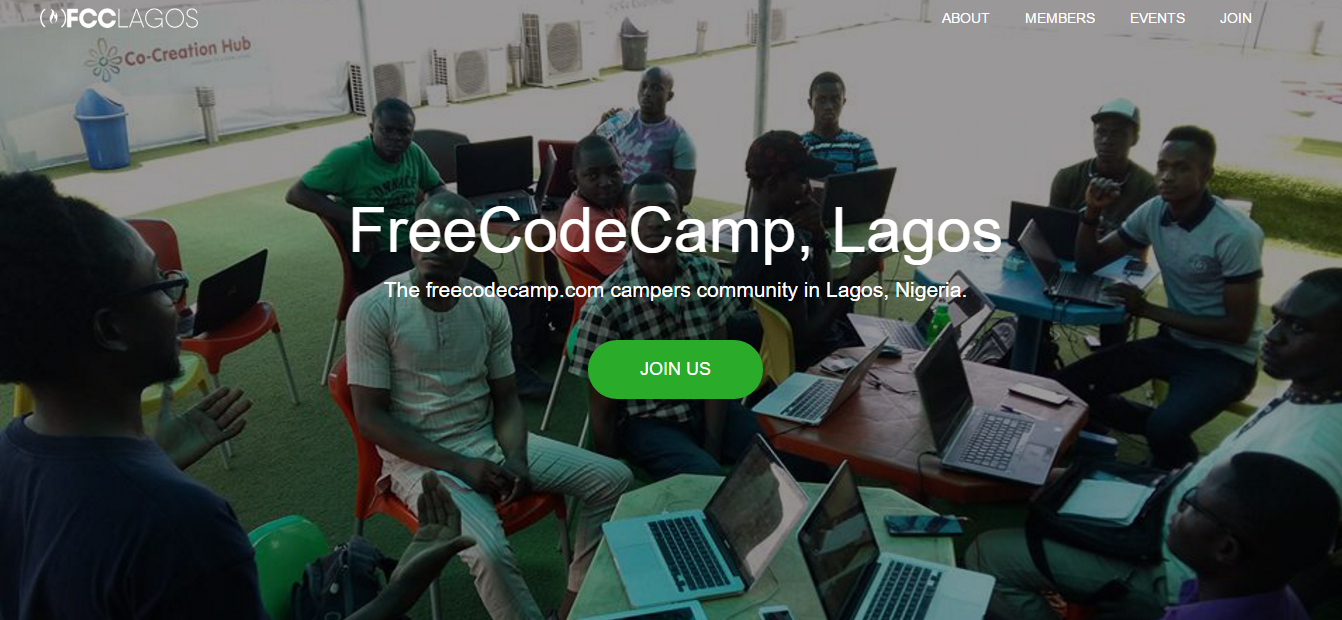 FCCLAGOS
ABOUT
MEMBERS
EVENTS
JOIN
Co-Creation Hub
FreeCodeCamp, Lagos
The freecodecamp.com campers community in Lagos, Nigeria.
JOIN US